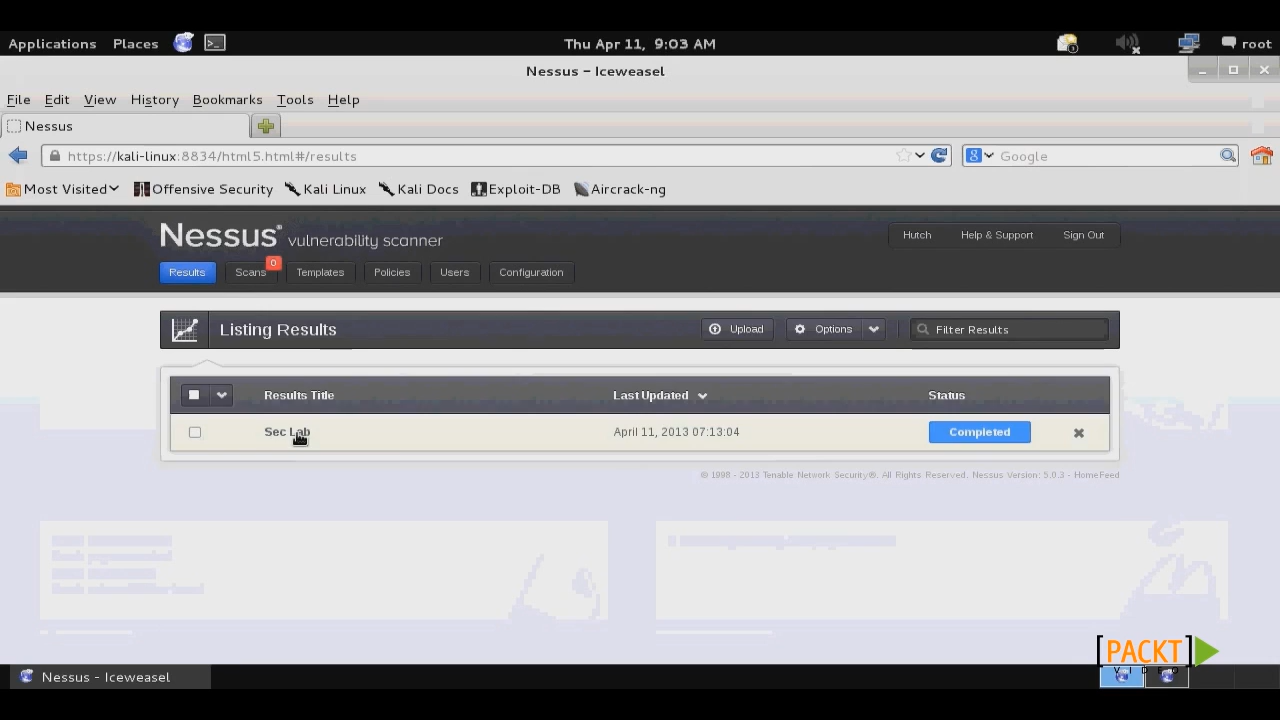 Applications Places Thu Apr 11, 9:03 AM root
Nessus - Iceweasel
File Edit View History Bookmarks Tools Help
Nessus
https://kali-linux:8834/html5.html#/results Google
Most Visited Offensive Security Kali Linux Kali Docs Exploit-DB Aircrack-ng
Nessus® vulnerability scanner Hutch Help & Support Sign Out
Results Scans 0 Templates Policies Users Configuration
Listing Results Upload Options Filter Results
Results Title Last Updated Status
Sec Lab April 11, 2013 07:13:04 Completed
© 1998 - 2013 Tenable Network Security®. All Rights Reserved. Nessus Version: 5.0.3 - HomeFeed
[PACKT]
VIDEO
Nessus - Iceweasel